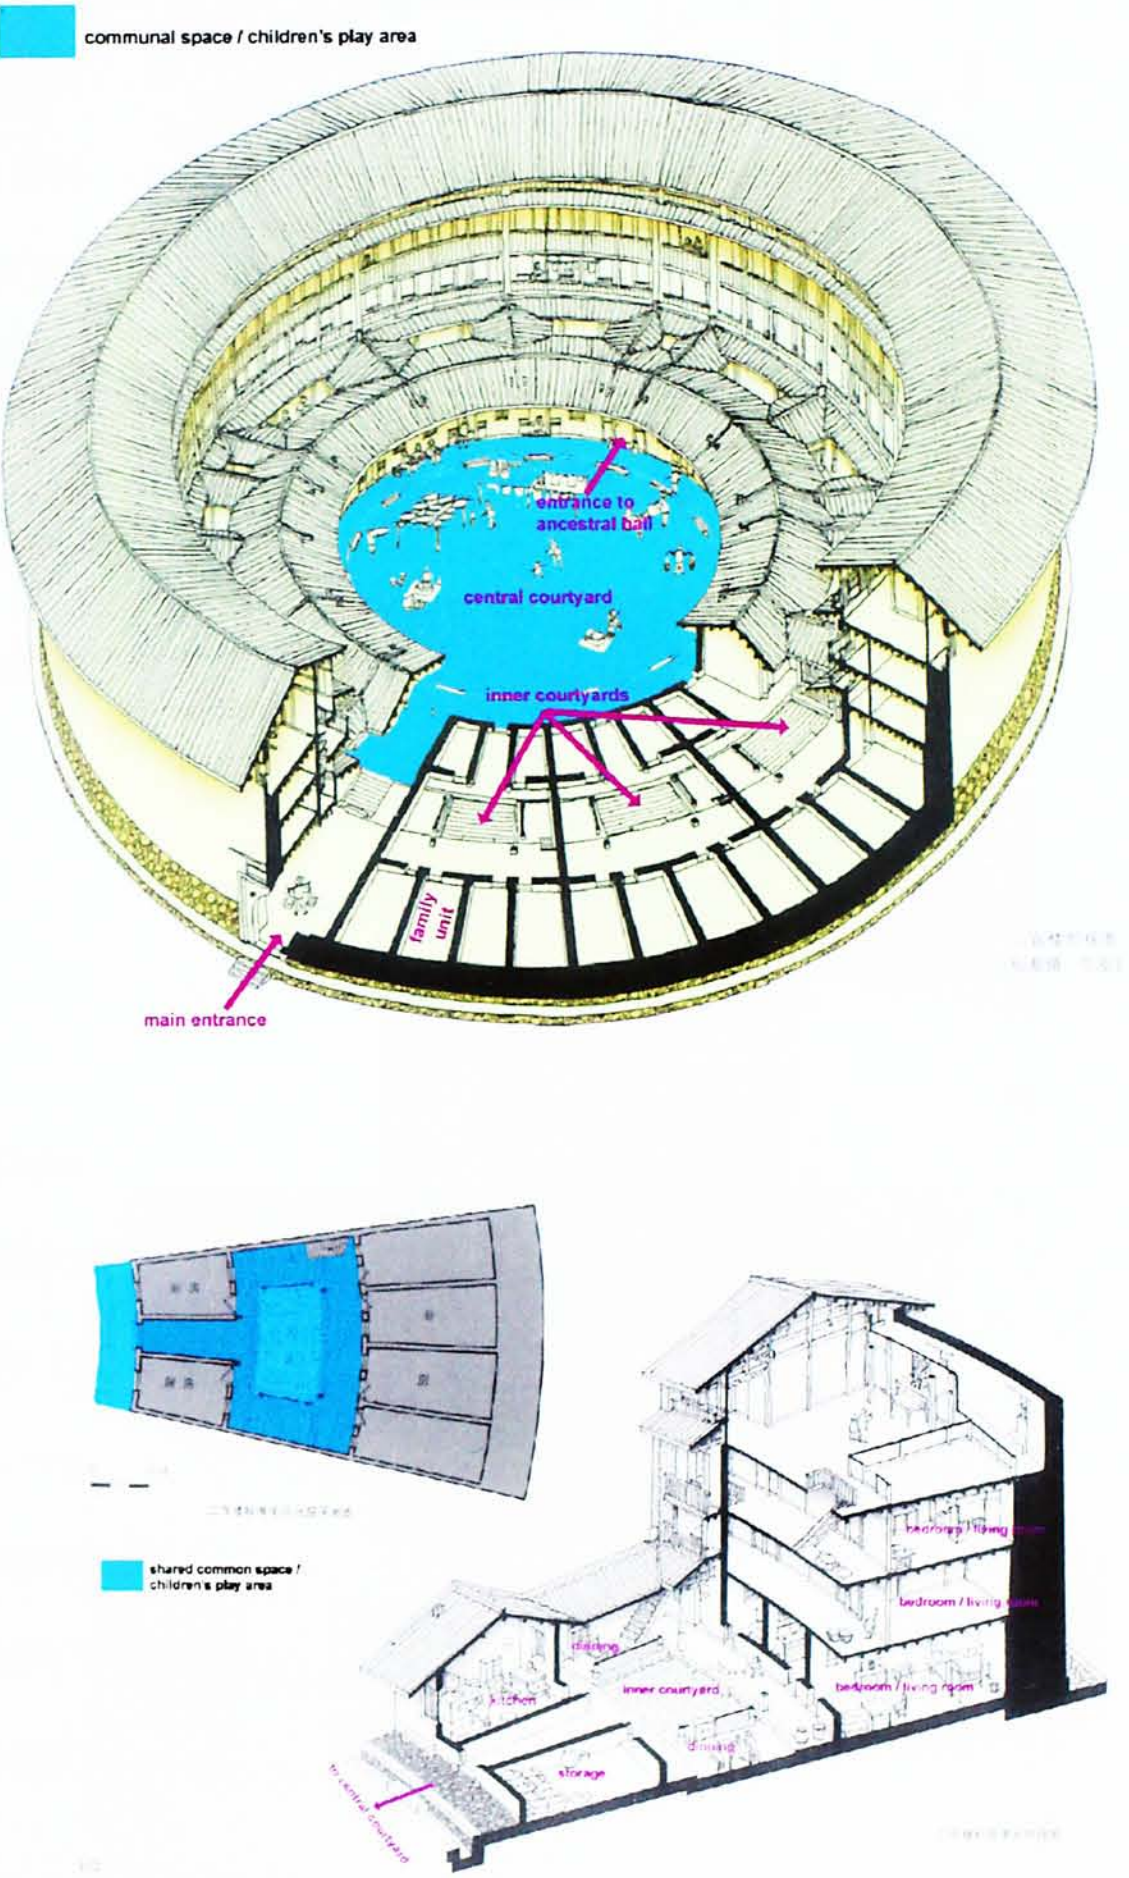 communal space / children's play area
entrance to
ancestral hall
central courtyard
inner courtyards
family
unit
main entrance
shared common space /
children's play area
bedroom / living room
bedroom / living room
dining
inner courtyard
bedroom / living room
kitchen
dinning
storage
to central courtyard